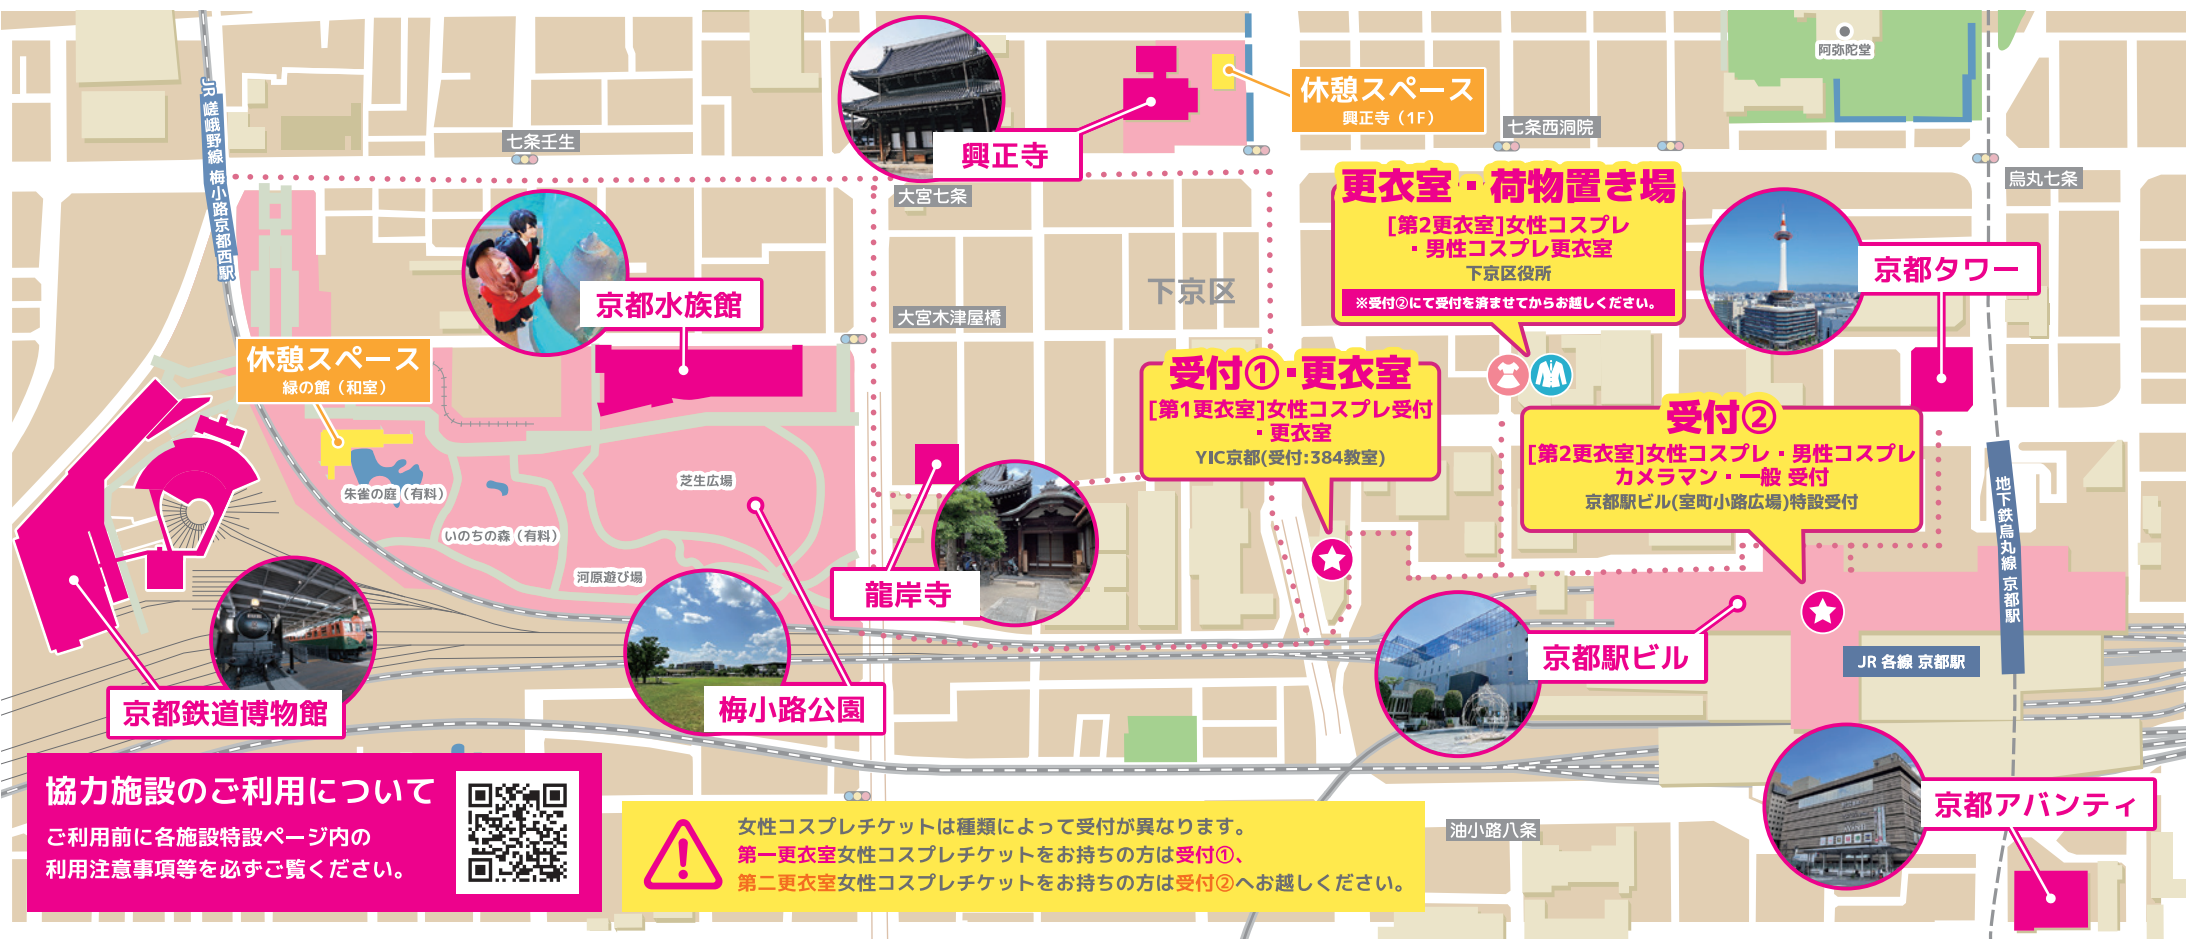 阿弥陀堂
休憩スペース
興正寺（1F）
七条西洞院
七条壬生
興正寺
大宮七条
烏丸七条
JR 嵯峨野線 梅小路京都西駅
更衣室・荷物置き場
[第2更衣室]女性コスプレ
・男性コスプレ更衣室
下京区役所
※受付②にて受付を済ませてからお越しください。
京都タワー
京都水族館
大宮木津屋橋
下京区
休憩スペース
緑の館（和室）
受付①・更衣室
[第1更衣室]女性コスプレ受付
・更衣室
YIC京都(受付:384教室)
受付②
[第2更衣室]女性コスプレ・男性コスプレ
カメラマン・一般 受付
京都駅ビル(室町小路広場)特設受付
朱雀の庭（有料）
芝生広場
いのちの森（有料）
河原遊び場
龍岸寺
地下鉄烏丸線 京都駅
京都駅ビル
JR 各線 京都駅
京都鉄道博物館
梅小路公園
協力施設のご利用について
ご利用前に各施設特設ページ内の
利用注意事項等を必ずご覧ください。
女性コスプレチケットは種類によって受付が異なります。
第一更衣室女性コスプレチケットをお持ちの方は受付①、
第二更衣室女性コスプレチケットをお持ちの方は受付②へお越しください。
油小路八条
京都アバンティ